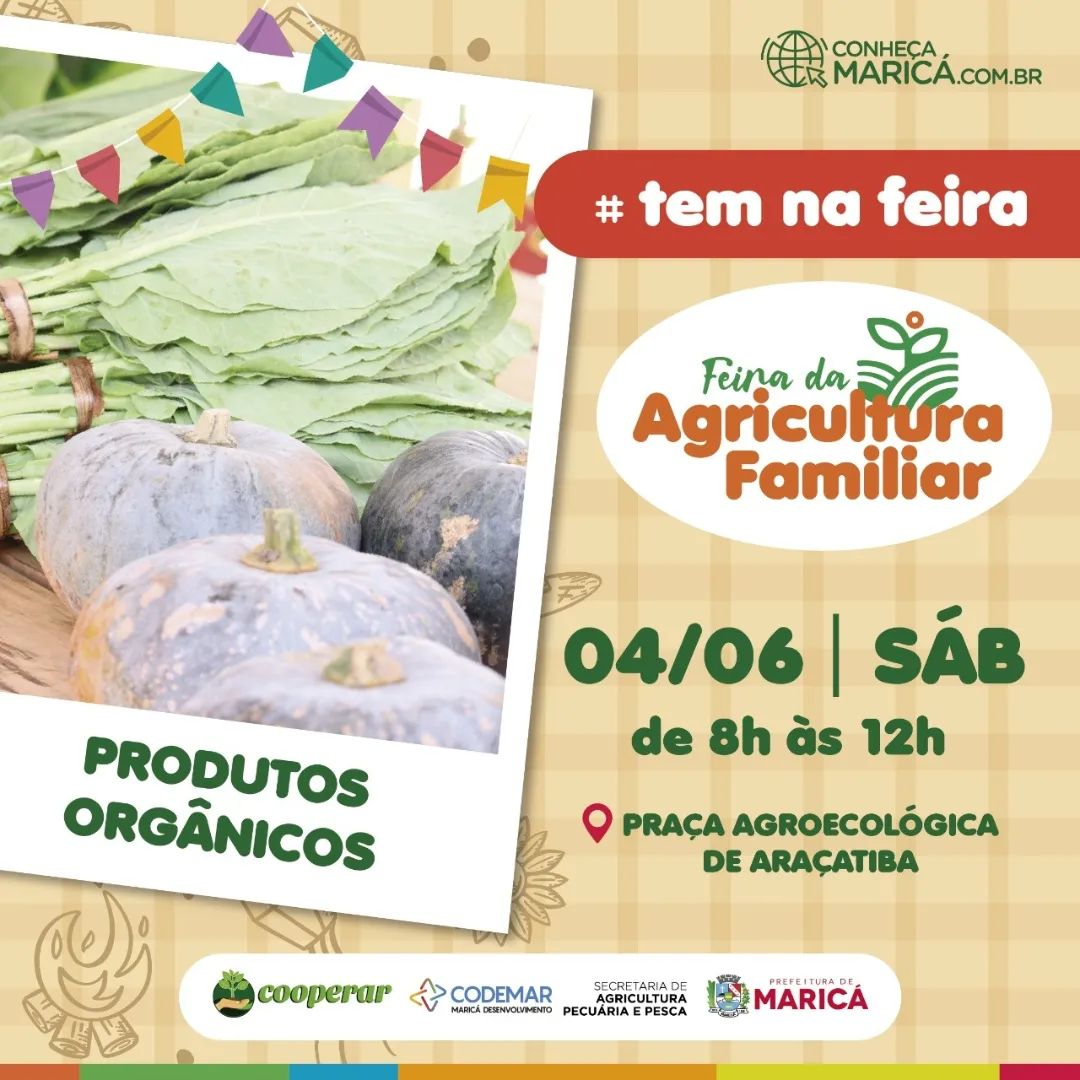 CONHEÇA
MARICÁ.COM.BR
# tem na feira
Feira da
Agricultura
Familiar
04/06 | SÁB
de 8h às 12h
PRAÇA AGROECOLÓGICA
DE ARAÇATIBA
PRODUTOS
ORGÂNICOS
cooperar
CODEMAR
MARICÁ DESENVOLVIMENTO
SECRETARIA DE
AGRICULTURA
PECUÁRIA E PESCA
PREFEITURA DE
MARICÁ